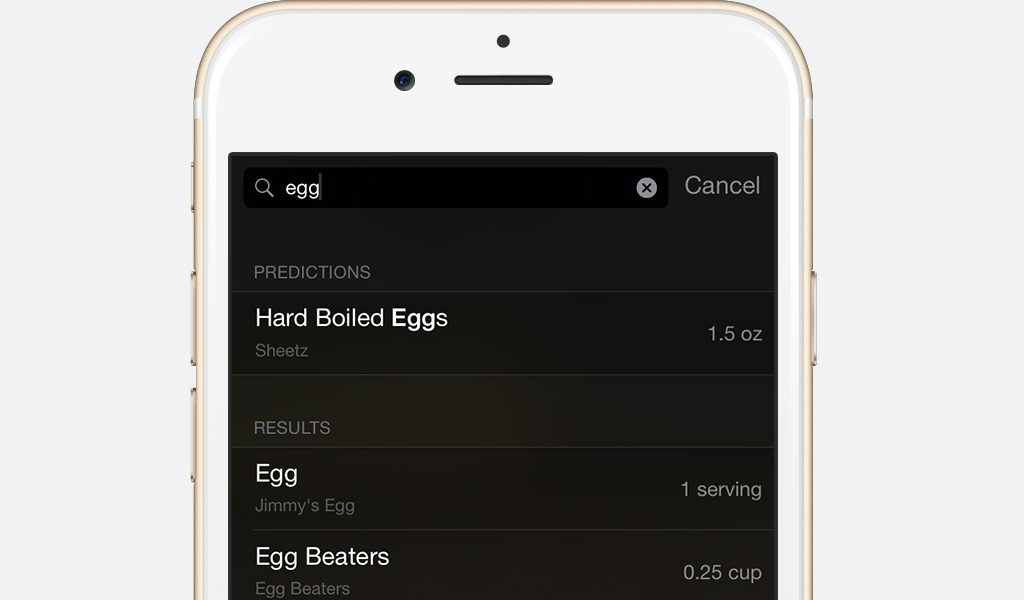 egg
Cancel
PREDICTIONS
Hard Boiled Eggs
1.5 oz
Sheetz
RESULTS
Egg
1 serving
Jimmy's Egg
Egg Beaters
0.25 cup
Egg Beaters